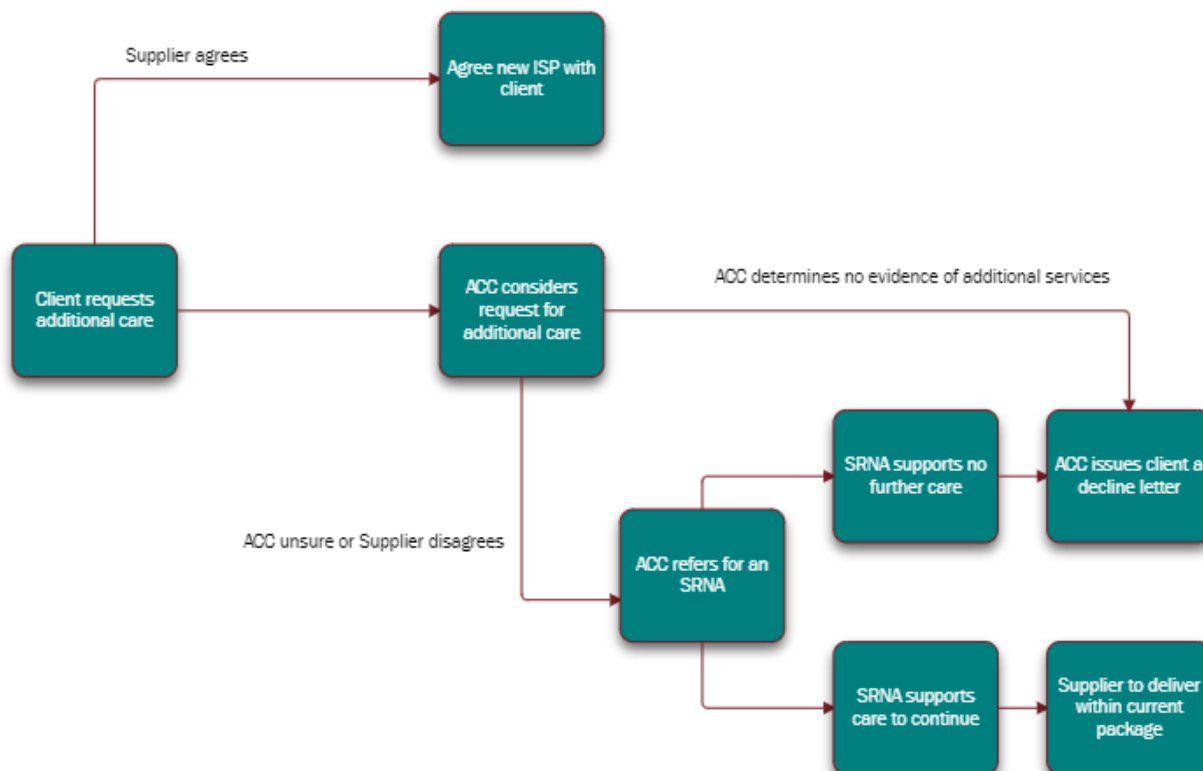 Supplier agrees
Agree new ISP with
client
Client requests
additional care
ACC considers
request for
additional care
ACC determines no evidence of additional services
SRNA supports no
further care
ACC issues client a
decline letter
ACC unsure or Supplier disagrees
ACC refers for an
SRNA
SRNA supports
care to continue
Supplier to deliver
within current
package